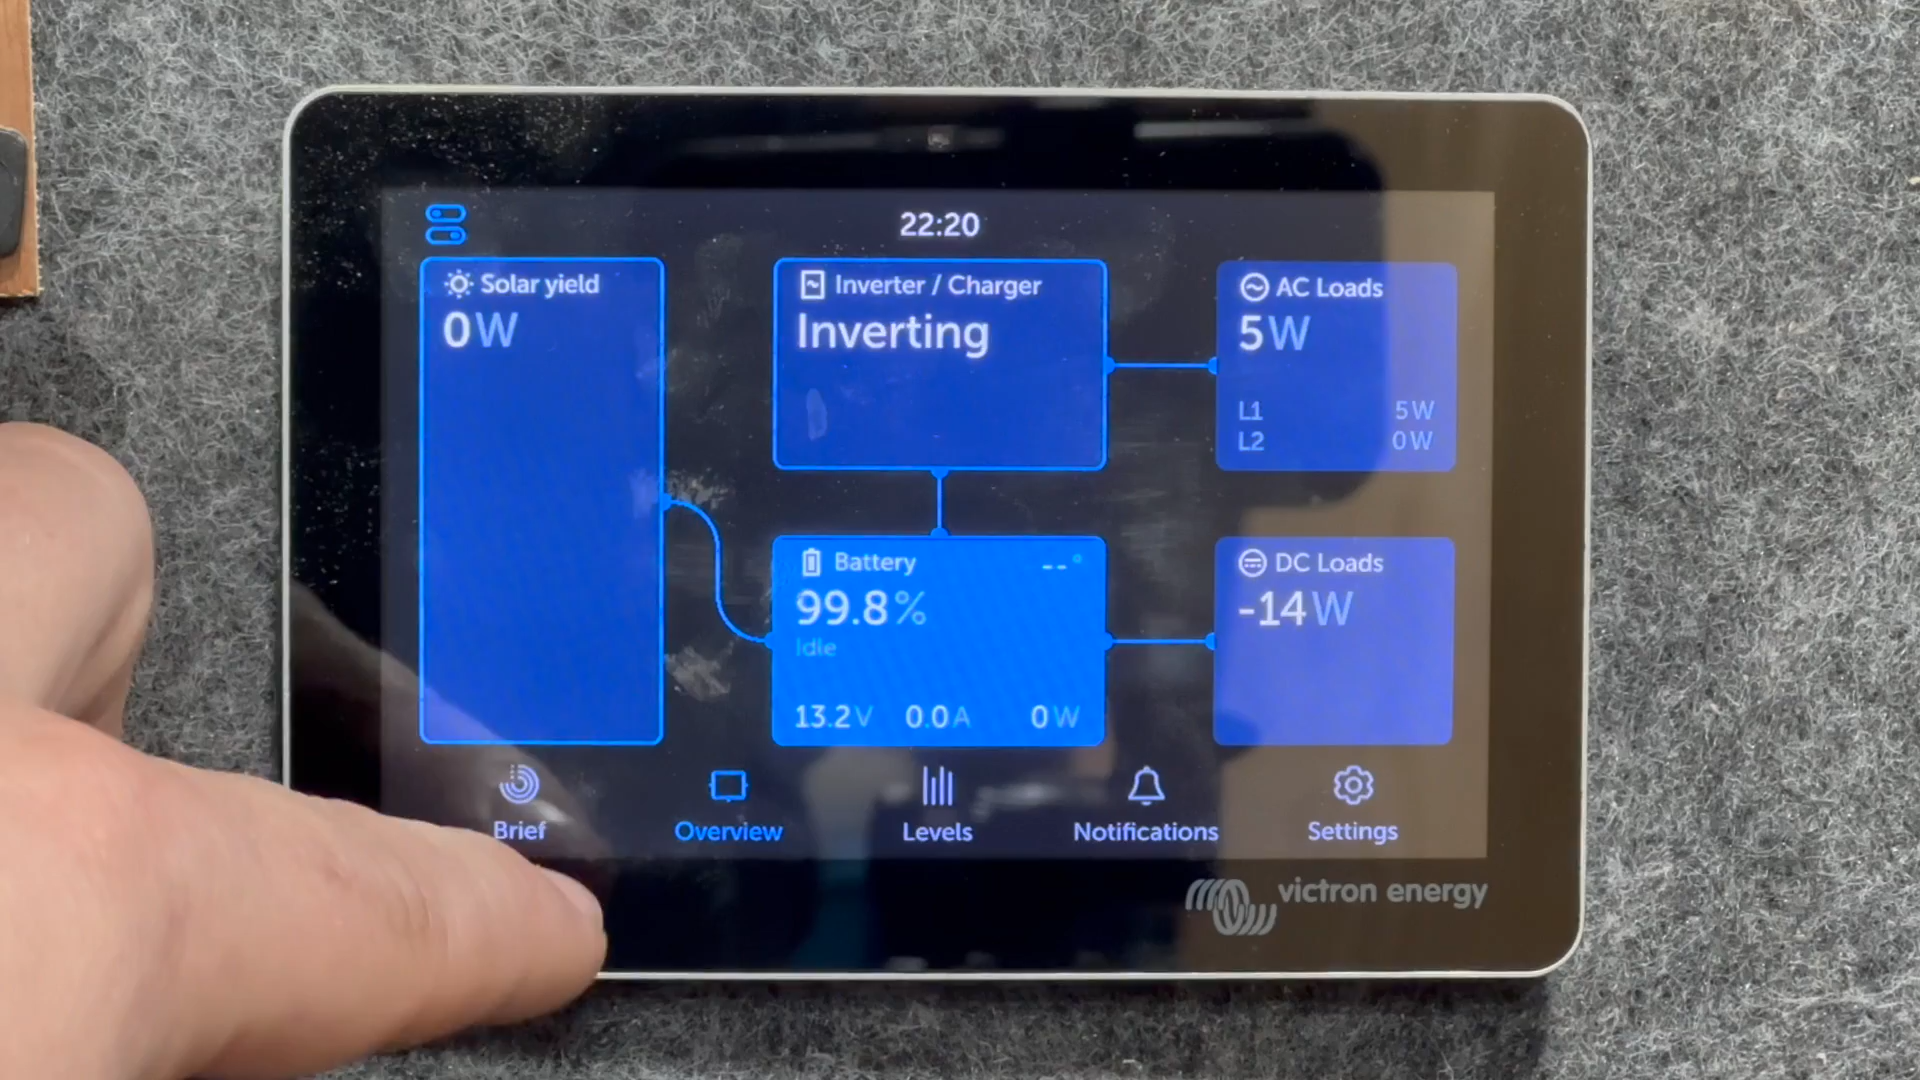 22:20
Solar yield
0W
Inverter / Charger
Inverting
AC Loads
5W
L1 5W
L2 0W
Battery --°
99.8%
Idle
13.2V 0.0A 0W
DC Loads
-14W
Brief Overview Levels Notifications Settings
victron energy